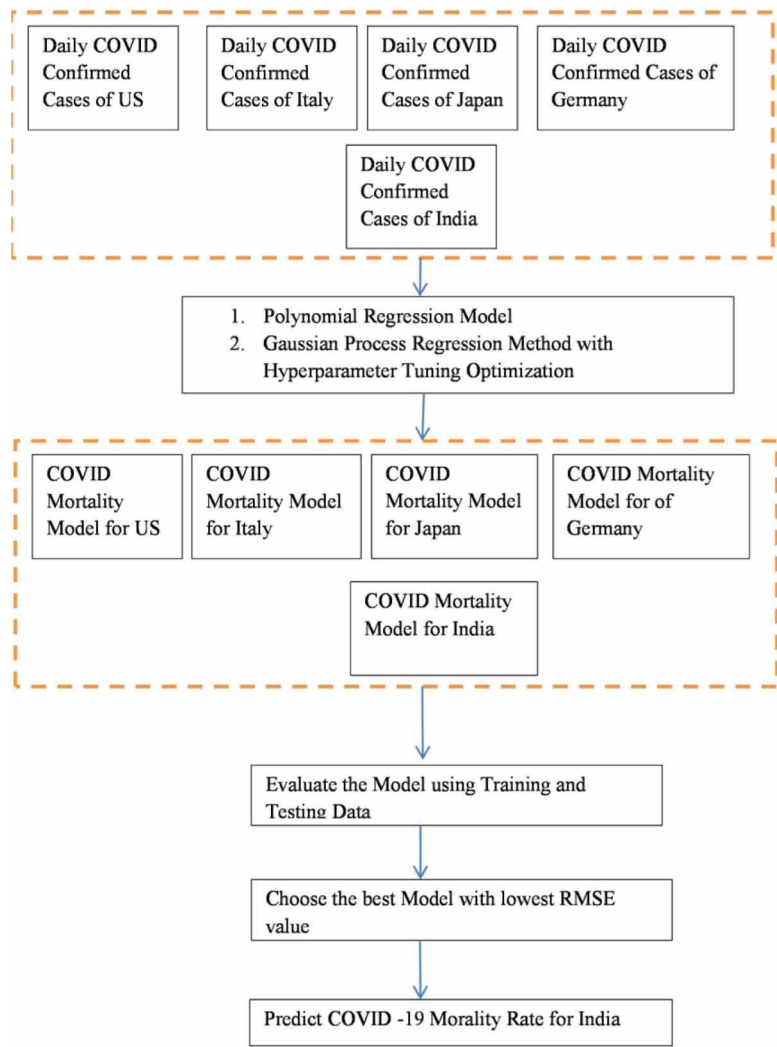 Daily COVID
Confirmed
Cases of US
Daily COVID
Confirmed
Cases of Italy
Daily COVID
Confirmed
Cases of Japan
Daily COVID
Confirmed Cases of
Germany
Daily COVID
Confirmed
Cases of India
1. Polynomial Regression Model
2. Gaussian Process Regression Method with
Hyperparameter Tuning Optimization
COVID
Mortality
Model for US
COVID
Mortality Model
for Italy
COVID
Mortality Model
for Japan
COVID Mortality
Model for of
Germany
COVID Mortality
Model for India
Evaluate the Model using Training and
Testing Data
Choose the best Model with lowest RMSE
value
Predict COVID -19 Morality Rate for India